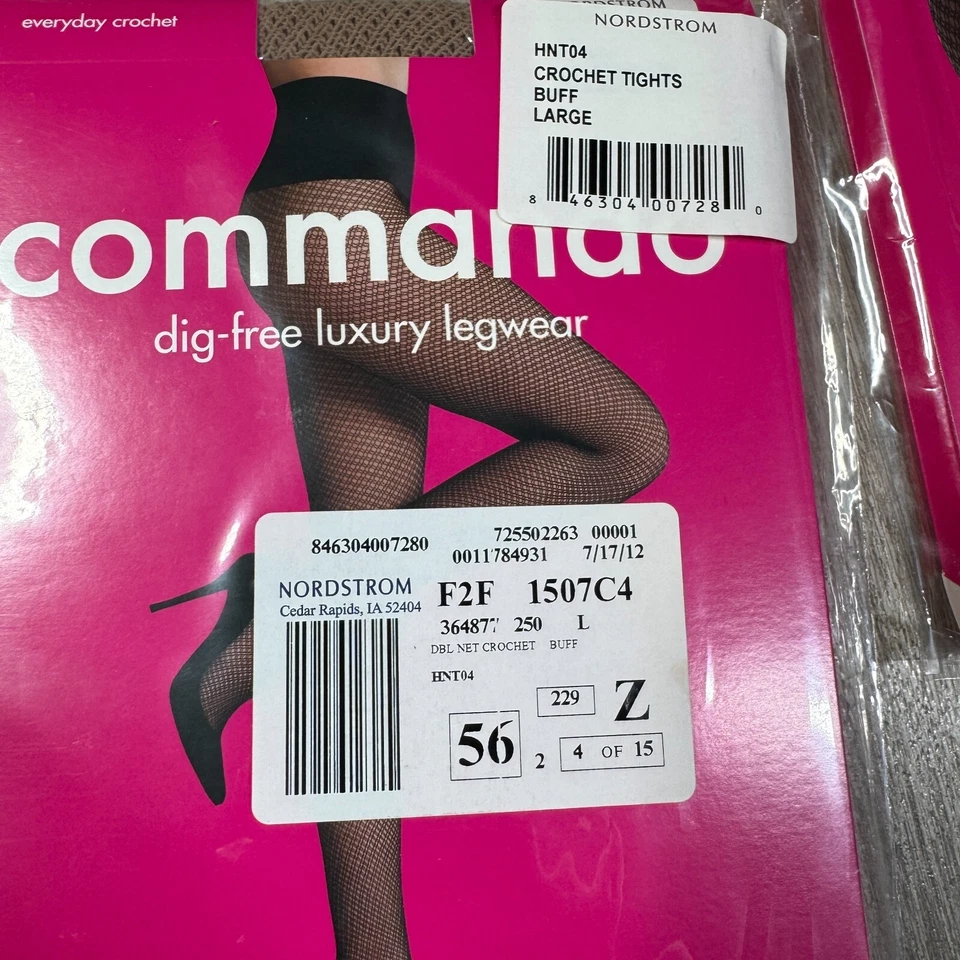 everyday crochet
NORDSTROM
NORDSTROM
HNT04
CROCHET TIGHTS
BUFF
LARGE
8 46304 00728 0
commando
dig-free luxury legwear
846304007280
725502263 00001
0011784931 7/17/12
NORDSTROM
Cedar Rapids, IA 52404
F2F 1507C4
364877 250 L
DBL NET CROCHET BUFF
HNT04
229 Z
56 2 4 OF 15